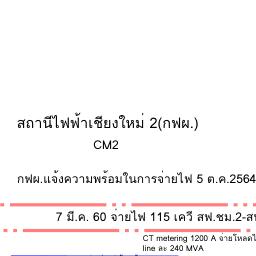 สถานีไฟฟ้าเชียงใหม่ 2(กฟผ.)
CM2
กฟผ.แจ้งความพร้อมในการจ่ายไฟ 5 ต.ค.2564
7 มี.ค. 60 จ่ายไฟ 115 เควี สฟ.ชม.2-ส
CT metering 1200 A จ่ายโหลดไ
line ละ 240 MVA